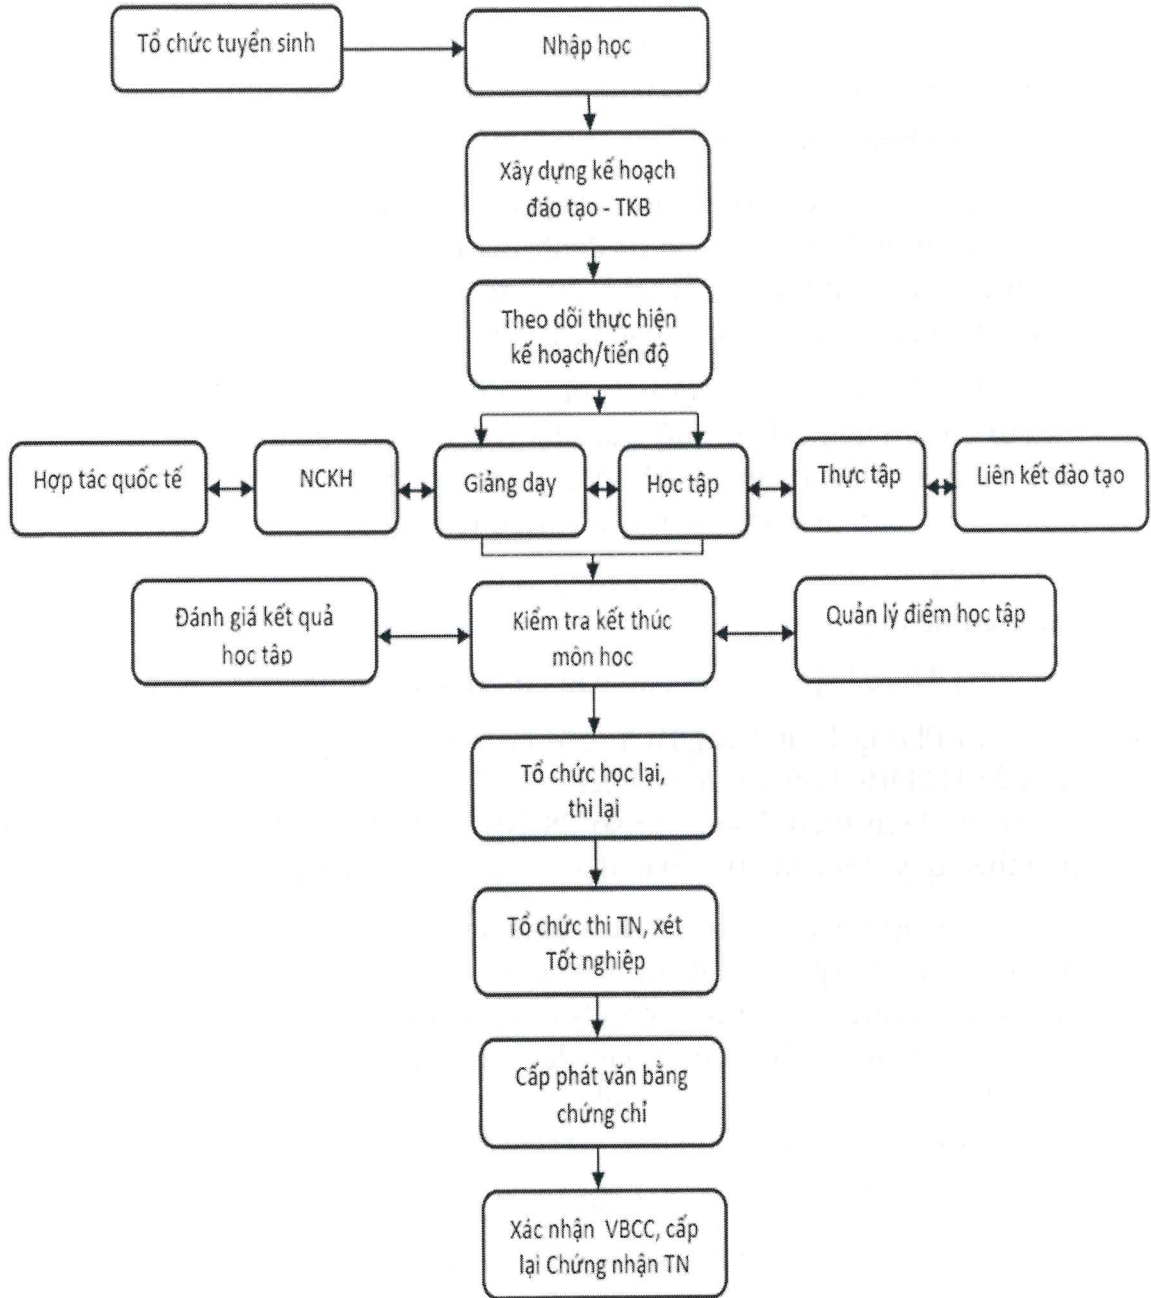 Tổ chức tuyển sinh
Nhập học
Xây dựng kế hoạch
đáo tạo - TKB
Theo dõi thực hiện
kế hoạch/tiến độ
Hợp tác quốc tế
NCKH
Giảng dạy
Học tập
Thực tập
Liên kết đào tạo
Đánh giá kết quả
học tập
Kiểm tra kết thúc
môn học
Quản lý điểm học tập
Tổ chức học lại,
thi lại
Tổ chức thi TN, xét
Tốt nghiệp
Cấp phát văn bằng
chứng chỉ
Xác nhận VBCC, cấp
lại Chứng nhận TN